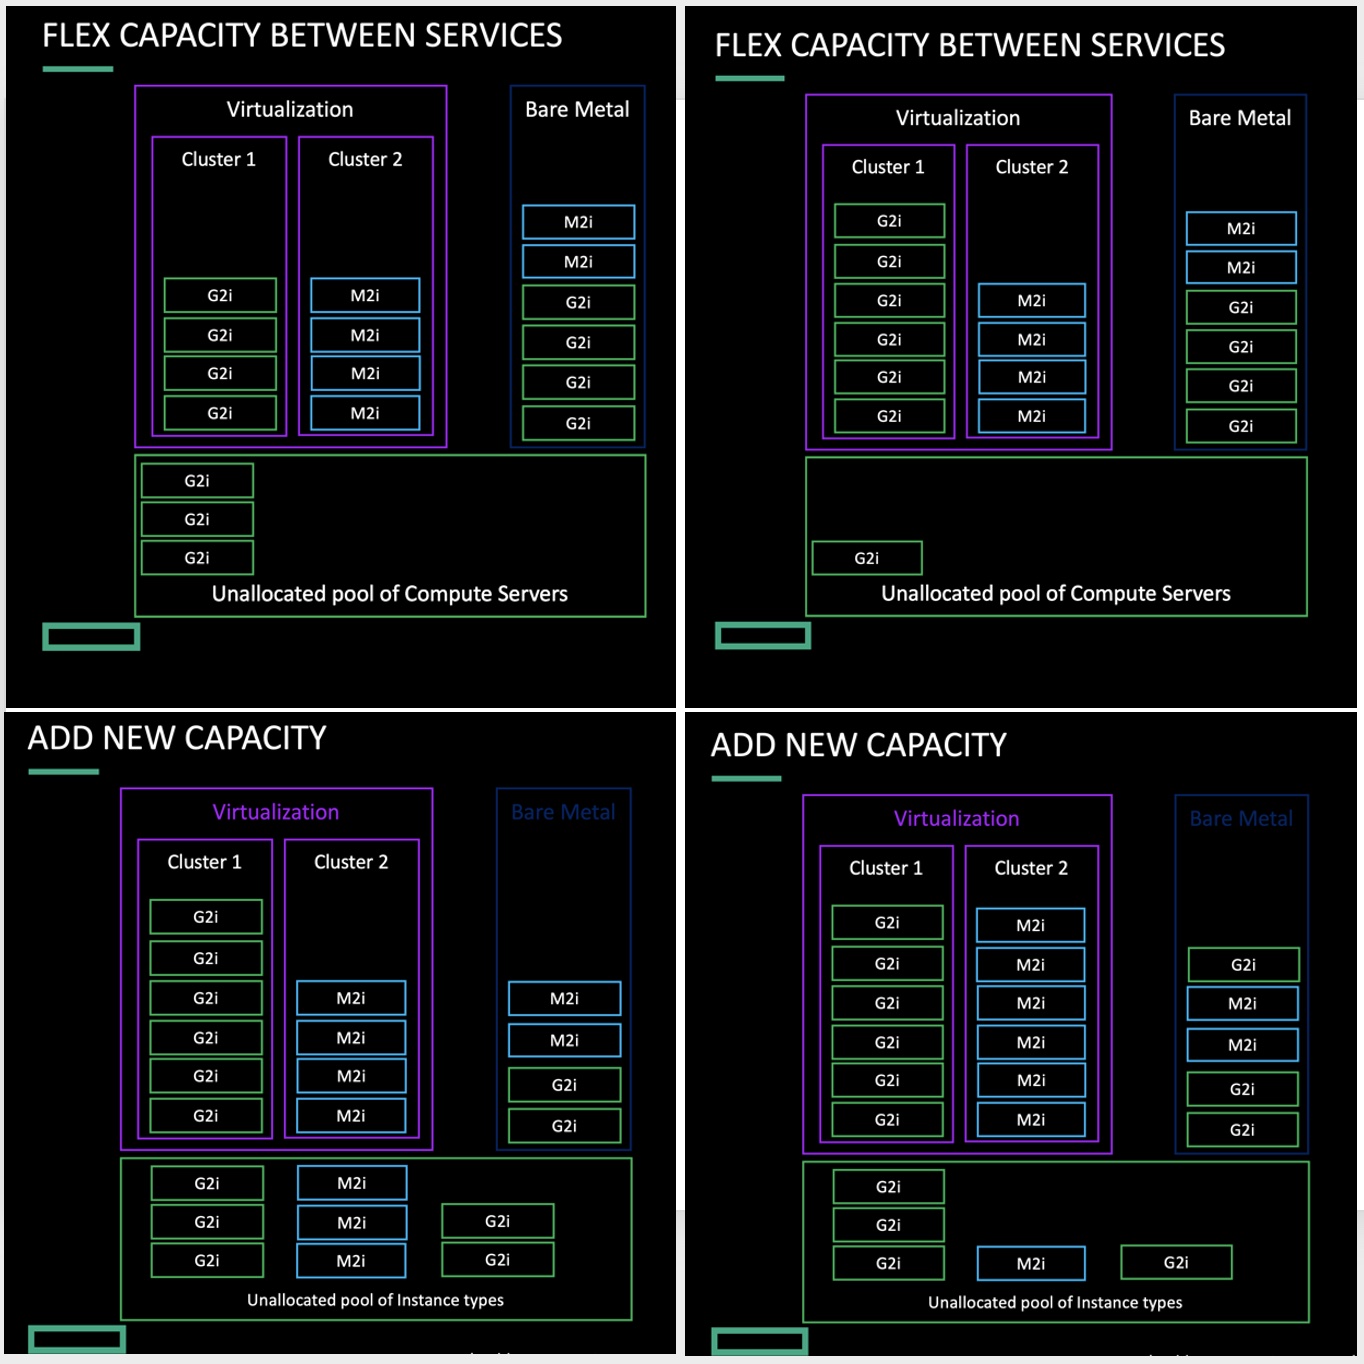 FLEX CAPACITY BETWEEN SERVICES
Virtualization
Bare Metal
Cluster 1
Cluster 2
G2i
G2i
G2i
G2i
M2i
M2i
M2i
M2i
M2i
M2i
G2i
G2i
G2i
G2i
G2i
G2i
G2i
Unallocated pool of Compute Servers
FLEX CAPACITY BETWEEN SERVICES
Virtualization
Bare Metal
Cluster 1
Cluster 2
G2i
G2i
G2i
G2i
G2i
G2i
M2i
M2i
M2i
M2i
M2i
M2i
G2i
G2i
G2i
G2i
G2i
Unallocated pool of Compute Servers
ADD NEW CAPACITY
Virtualization
Bare Metal
Cluster 1
Cluster 2
G2i
G2i
G2i
G2i
G2i
G2i
M2i
M2i
M2i
M2i
M2i
M2i
G2i
G2i
G2i
G2i
G2i
M2i
M2i
M2i
G2i
G2i
Unallocated pool of Instance types
ADD NEW CAPACITY
Virtualization
Bare Metal
Cluster 1
Cluster 2
G2i
G2i
G2i
G2i
G2i
G2i
M2i
M2i
M2i
M2i
M2i
M2i
G2i
M2i
M2i
G2i
G2i
G2i
G2i
G2i
M2i
G2i
Unallocated pool of Instance types